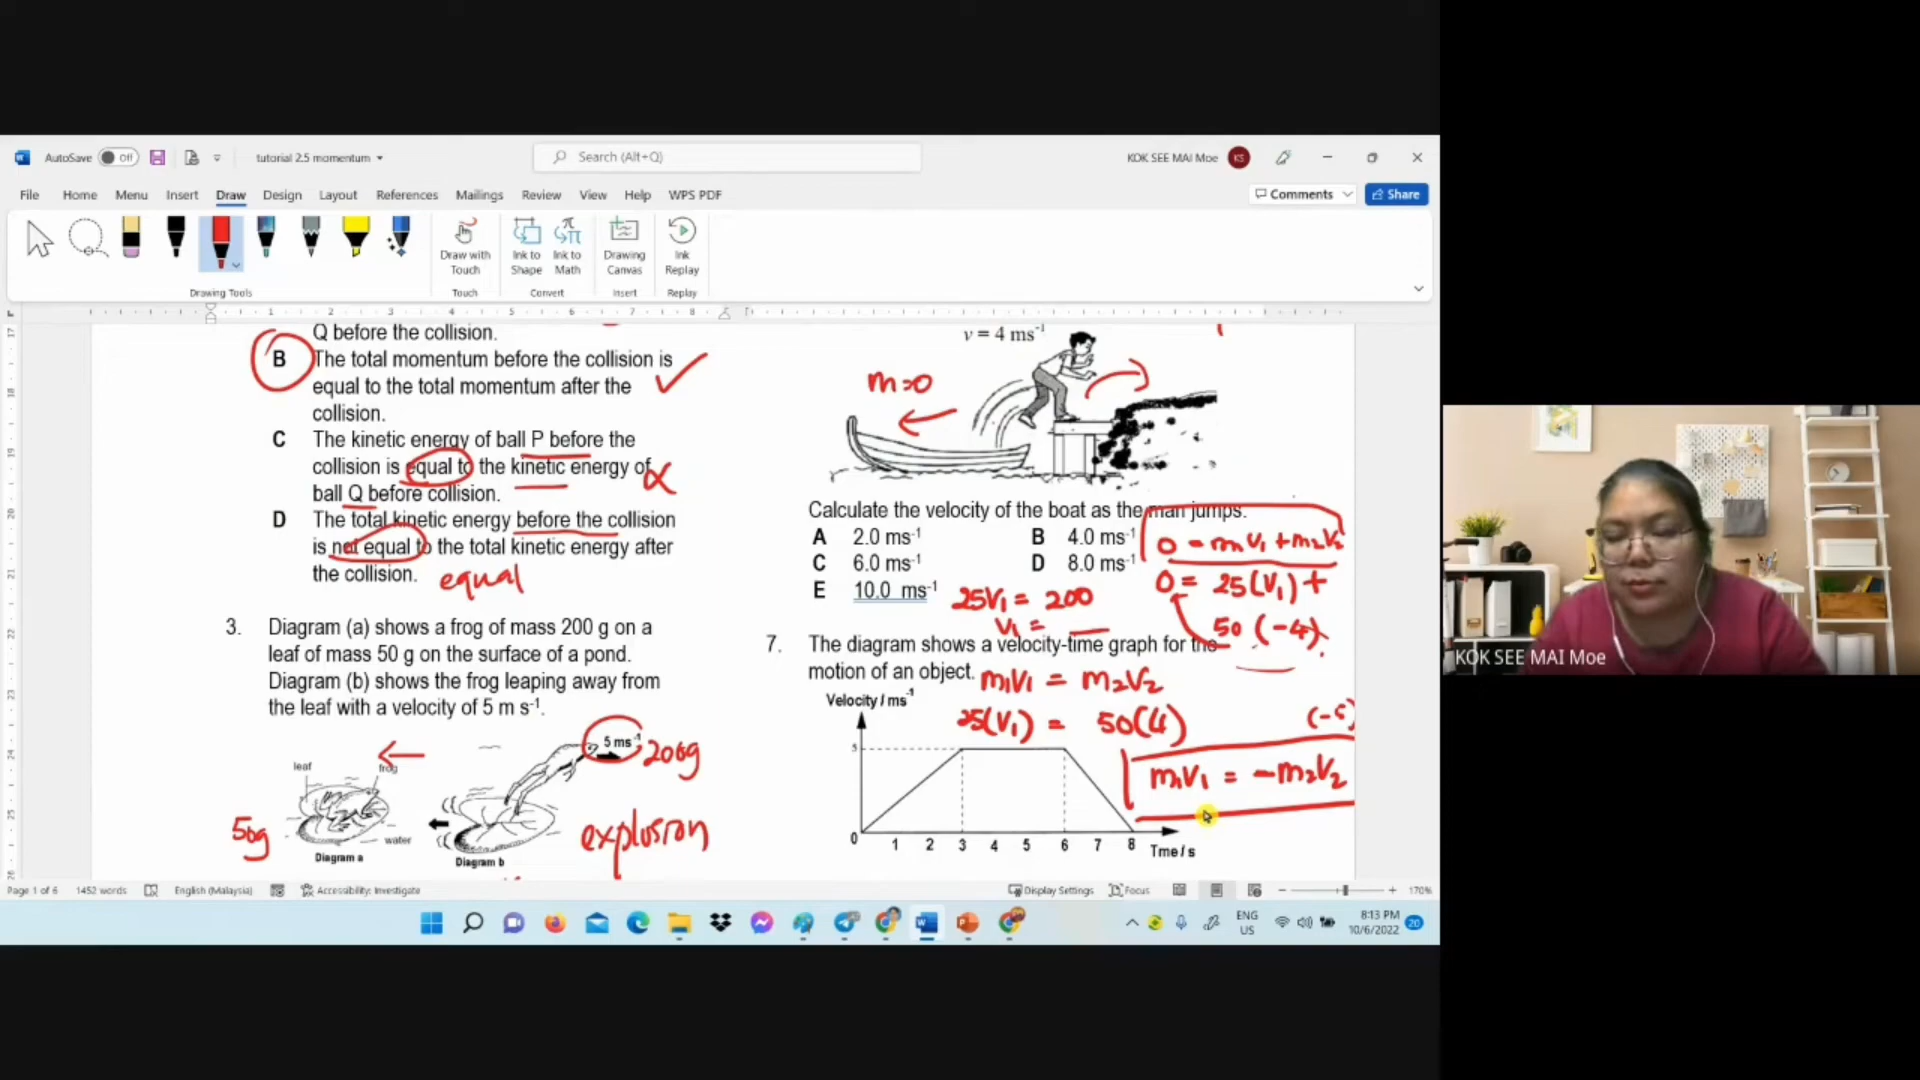 AutoSave Off tutorial 2.5 momentum Search (Alt+Q) KOK SEE MAI Moe KS
File Home Menu Insert Draw Design Layout References Mailings Review View Help WPS PDF Comments Share
Draw with Touch
Ink to Shape
Ink to Math
Drawing Canvas
Ink Replay
Drawing Tools Touch Convert Insert Replay
1 2 3 4 5 6 7 8
Q before the collision.
B The total momentum before the collision is
equal to the total momentum after the
collision.
C The kinetic energy of ball P before the
collision is equal to the kinetic energy of
ball Q before collision.
D The total kinetic energy before the collision
is not equal to the total kinetic energy after
the collision. equal
3. Diagram (a) shows a frog of mass 200 g on a
leaf of mass 50 g on the surface of a pond.
Diagram (b) shows the frog leaping away from
the leaf with a velocity of 5 m s-1.
5 ms-1 200g
leaf frog
50g water explosion
Diagram a Diagram b
v = 4 ms-1
m=0
Calculate the velocity of the boat as the man jumps.
A 2.0 ms-1 B 4.0 ms-1
C 6.0 ms-1 D 8.0 ms-1
E 10.0 ms-1
0 = m1V1 + m2V2
0 = 25(V1) +
50 (-4)
25V1 = 200
V1 =
7. The diagram shows a velocity-time graph for the
motion of an object.
m1V1 = m2V2
25(V1) = 50(4)
m1V1 = -m2V2
Velocity / ms-1
5
0 1 2 3 4 5 6 7 8 Tme / s
Page 1 of 6 1452 words English (Malaysia) Accessibility: Investigate Display Settings Focus 170%
ENG
US
8:13 PM
10/6/2022
20
KOK SEE MAI Moe